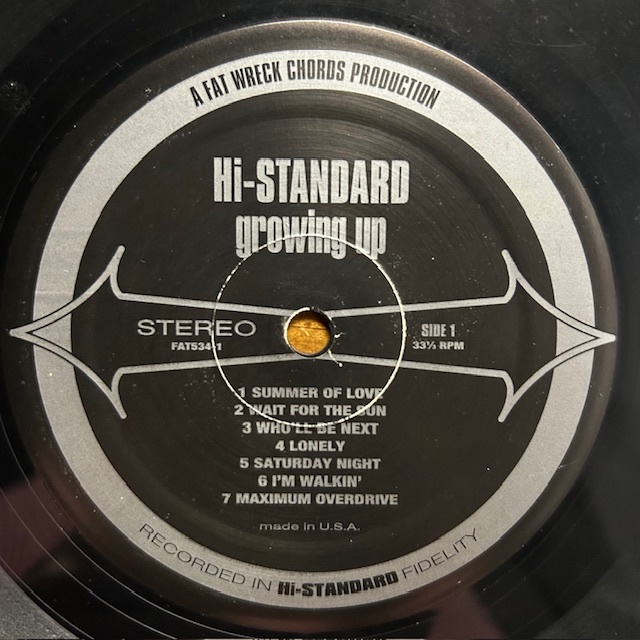 A FAT WRECK CHORDS PRODUCTION
Hi-STANDARD
growing up
STEREO
FAT534-1
SIDE 1
33⅓ RPM
1 SUMMER OF LOVE
2 WAIT FOR THE SUN
3 WHO'LL BE NEXT
4 LONELY
5 SATURDAY NIGHT
6 I'M WALKIN'
7 MAXIMUM OVERDRIVE
made in U.S.A.
RECORDED IN Hi-STANDARD FIDELITY